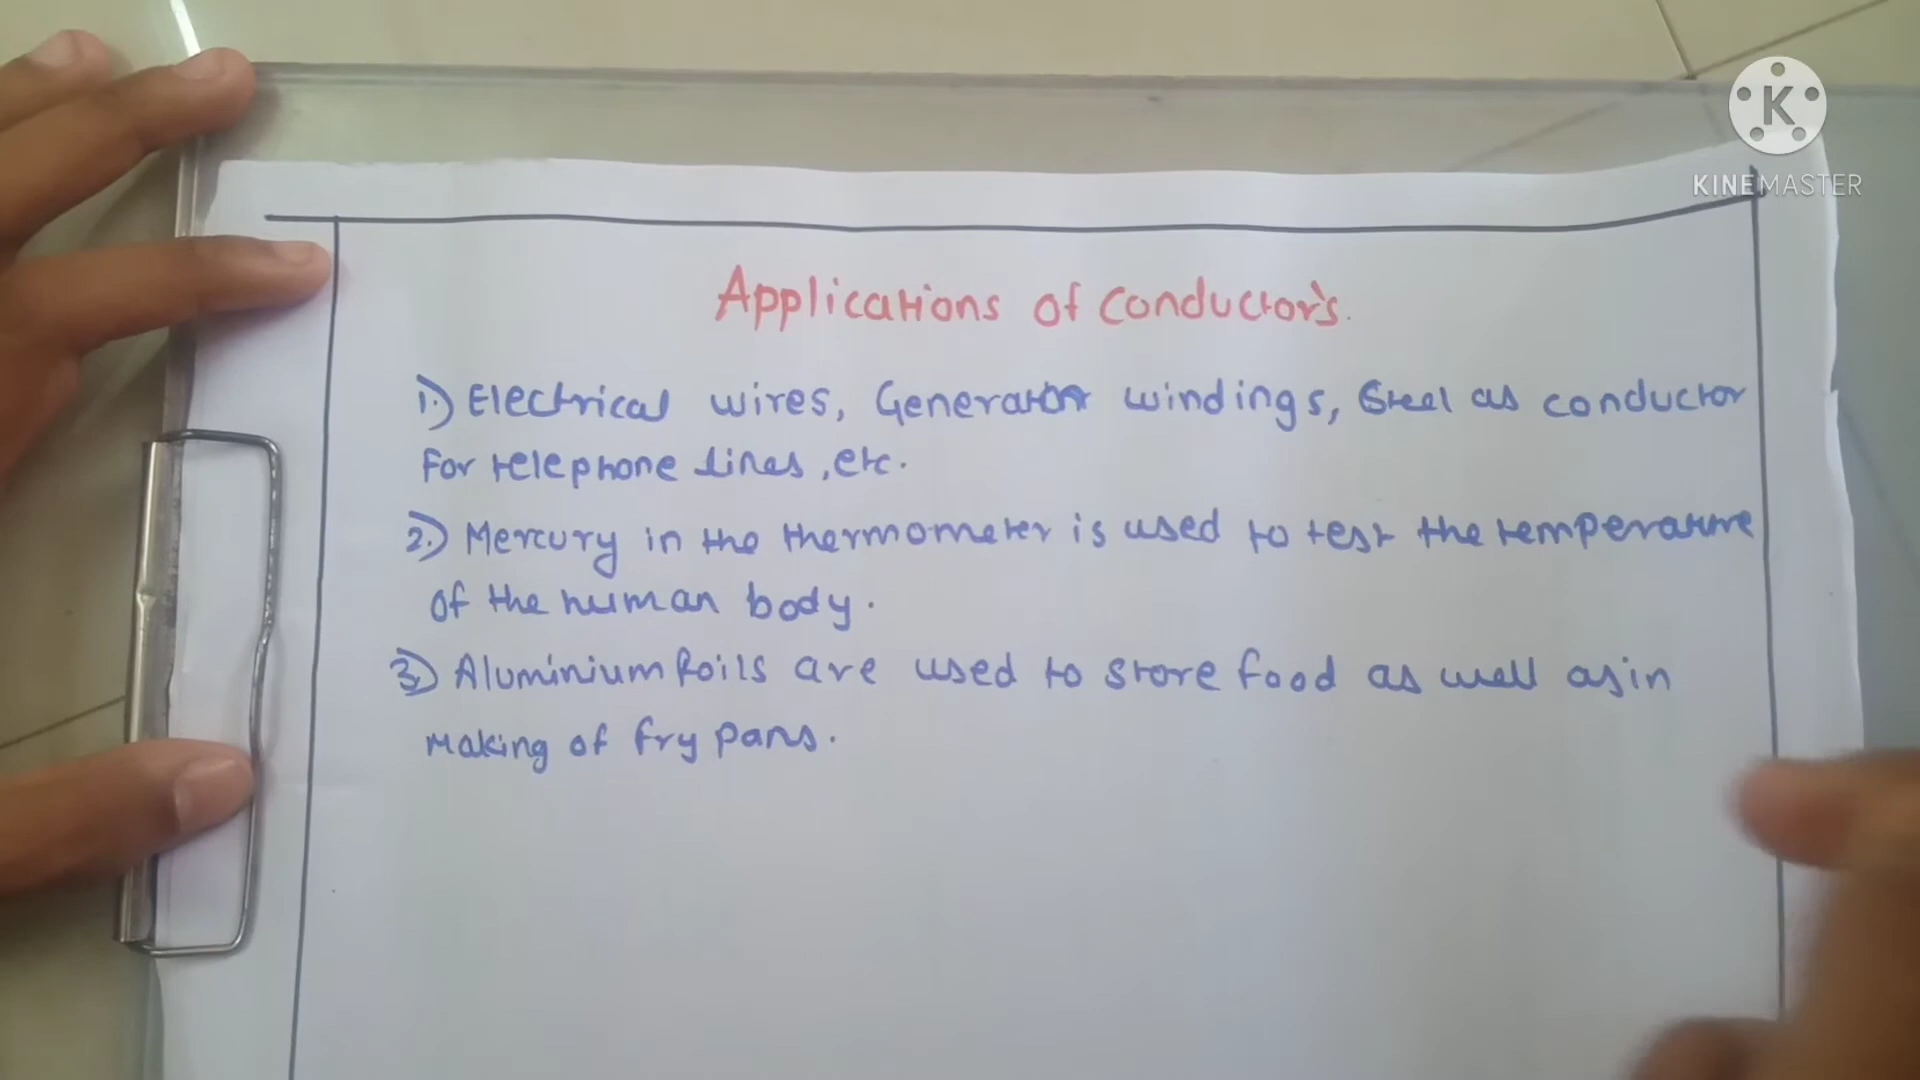 K
KINEMASTER
Applications of conductor's.
1.) Electrical wires, Generator windings, Steel as conductor
For telephone lines, etc.
2.) Mercury in the thermometer is used to test the temperature
of the human body.
3.) Aluminium foils are used to store food as well as in
making of fry pans.